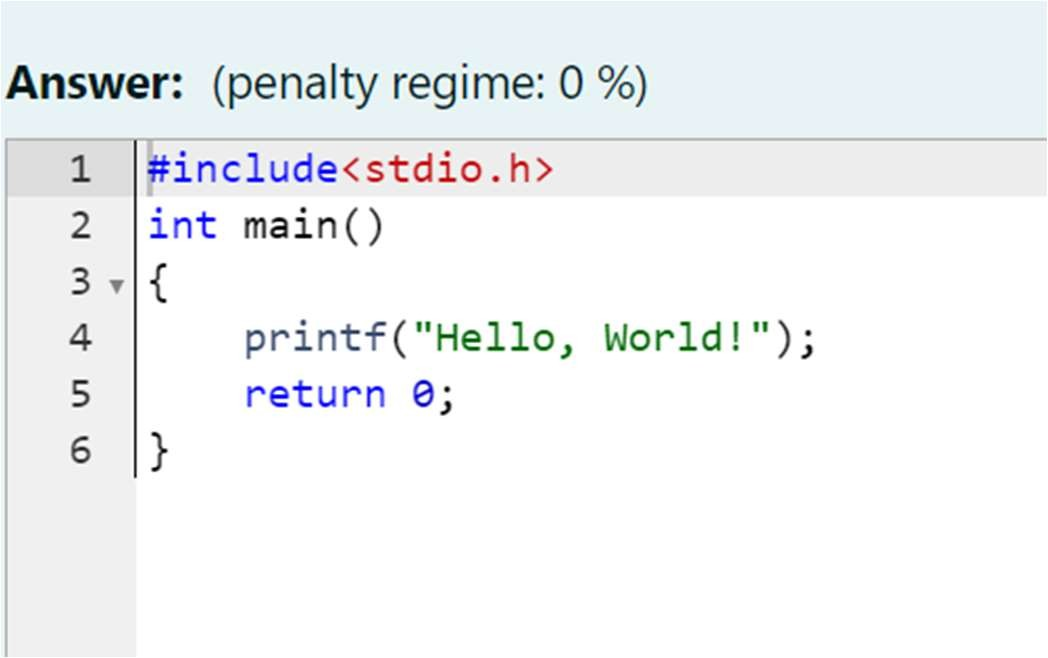 Answer: (penalty regime: 0 %)
1 #include<stdio.h>
2 int main()
3 {
4     printf("Hello, World!");
5     return 0;
6 }